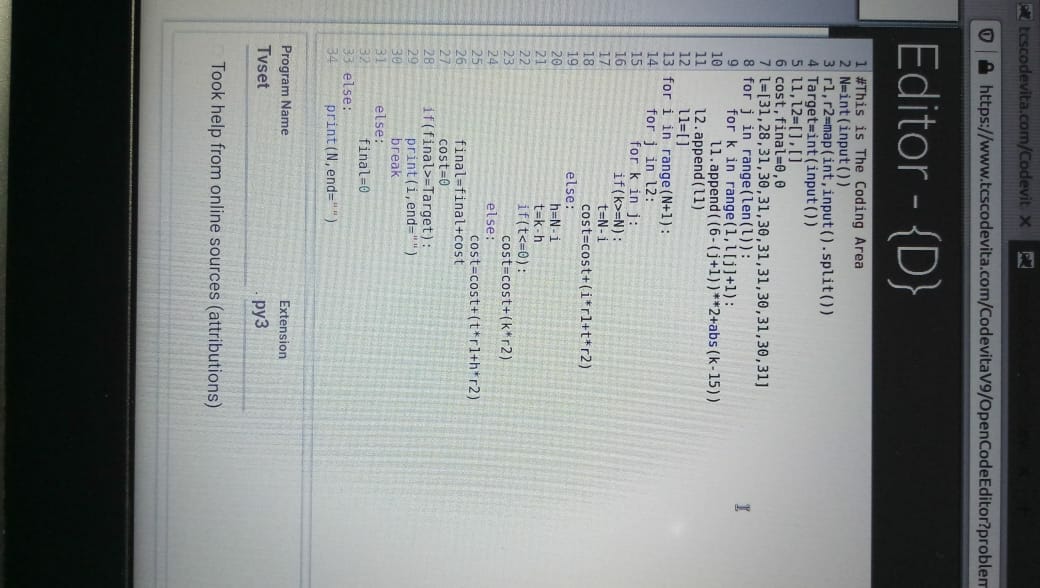 tcscodevita.com/Codevit X
https://www.tcscodevita.com/CodevitaV9/OpenCodeEditor?problem
Editor - {D}
1 #This is The Coding Area
2 N=int(input())
3 r1,r2=map(int,input().split())
4 Target=int(input())
5 l1,l2=[],[]
6 cost,final=0,0
7 l=[31,28,31,30,31,30,31,31,30,31,30,31]
8 for j in range(len(l)):
9 for k in range(1,l[j]+1):
10 l1.append((6-(j+1))**2+abs(k-15))
11 l2.append(l1)
12 l1=[]
13 for i in range(N+1):
14 for j in l2:
15 for k in j:
16 if(k>=N):
17 t=N-i
18 cost=cost+(i*r1+t*r2)
19 else:
20 h=N-i
21 t=k-h
22 if(t<=0):
23 cost=cost+(k*r2)
24 else:
25 cost=cost+(t*r1+h*r2)
26 final=final+cost
27 cost=0
28 if(final>=Target):
29 print(i,end="")
30 break
31 else:
32 final=0
33 else:
34 print(N,end="")
Program Name Extension
Tvset . py3
Took help from online sources (attributions)